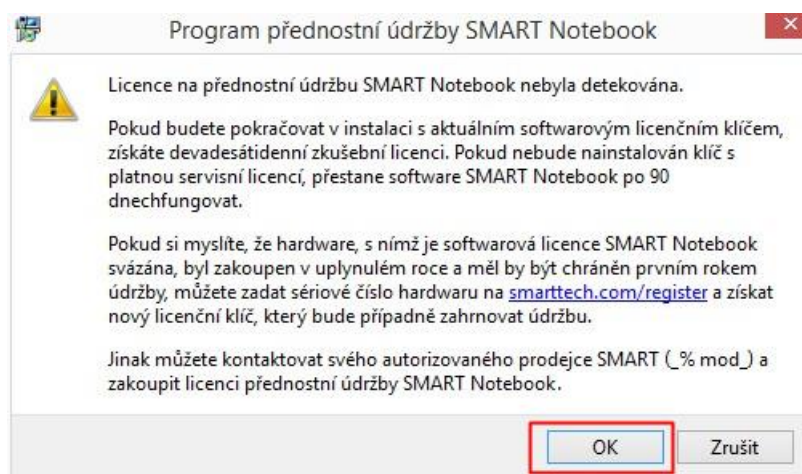 Program přednostní údržby SMART Notebook
Licence na přednostní údržbu SMART Notebook nebyla detekována.
Pokud budete pokračovat v instalaci s aktuálním softwarovým licenčním klíčem,
získáte devadesátidenní zkušební licenci. Pokud nebude nainstalován klíč s
platnou servisní licencí, přestane software SMART Notebook po 90
dnechfungovat.
Pokud si myslíte, že hardware, s nímž je softwarová licence SMART Notebook
svázána, byl zakoupen v uplynulém roce a měl by být chráněn prvním rokem
údržby, můžete zadat sériové číslo hardwaru na smarttech.com/register a získat
nový licenční klíč, který bude případně zahrnovat údržbu.
Jinak můžete kontaktovat svého autorizovaného prodejce SMART (_% mod_) a
zakoupit licenci přednostní údržby SMART Notebook.
OK
Zrušit